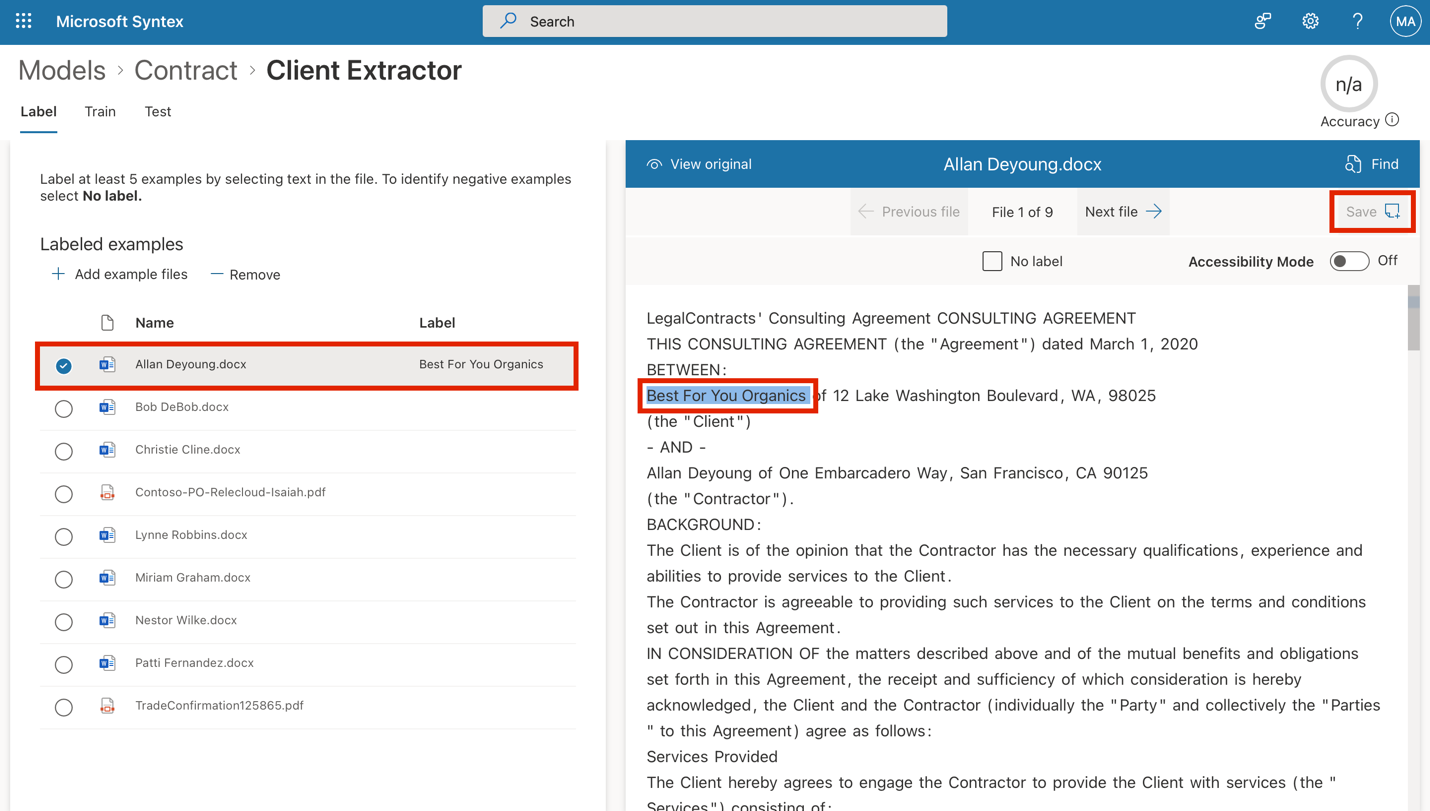 Microsoft Syntex
Search
MA
Models > Contract > Client Extractor
n/a
Accuracy
Label Train Test
Label at least 5 examples by selecting text in the file. To identify negative examples
select No label.
Labeled examples
+ Add example files — Remove
Name Label
Allan Deyoung.docx Best For You Organics
Bob DeBob.docx
Christie Cline.docx
Contoso-PO-Relecloud-Isaiah.pdf
Lynne Robbins.docx
Miriam Graham.docx
Nestor Wilke.docx
Patti Fernandez.docx
TradeConfirmation125865.pdf
View original Allan Deyoung.docx Find
Previous file File 1 of 9 Next file Save
No label Accessibility Mode Off
LegalContracts' Consulting Agreement CONSULTING AGREEMENT
THIS CONSULTING AGREEMENT (the "Agreement") dated March 1, 2020
BETWEEN:
Best For You Organics of 12 Lake Washington Boulevard, WA, 98025
(the "Client")
- AND -
Allan Deyoung of One Embarcadero Way, San Francisco, CA 90125
(the "Contractor").
BACKGROUND:
The Client is of the opinion that the Contractor has the necessary qualifications, experience and
abilities to provide services to the Client.
The Contractor is agreeable to providing such services to the Client on the terms and conditions
set out in this Agreement.
IN CONSIDERATION OF the matters described above and of the mutual benefits and obligations
set forth in this Agreement, the receipt and sufficiency of which consideration is hereby
acknowledged, the Client and the Contractor (individually the "Party" and collectively the "Parties
" to this Agreement) agree as follows:
Services Provided
The Client hereby agrees to engage the Contractor to provide the Client with services (the "
Services") consisting of: